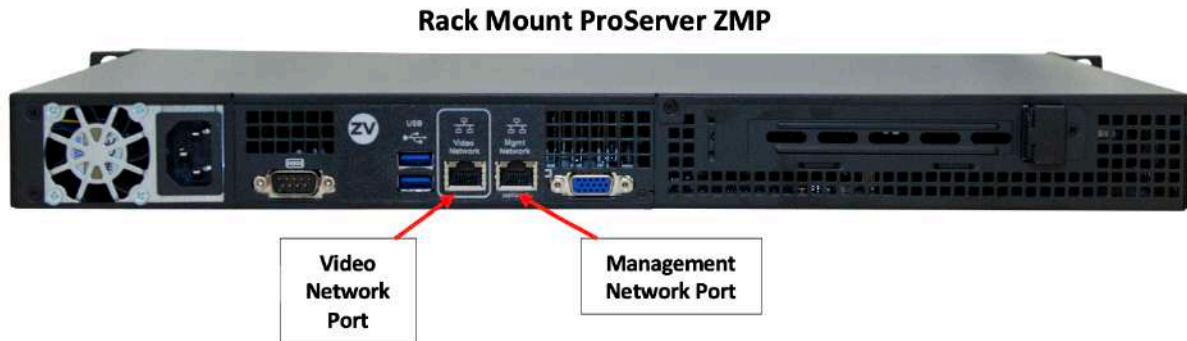 Rack Mount ProServer ZMP
ZV
USB
Video
Network
Mgmt
Network
Video
Network
Port
Management
Network Port